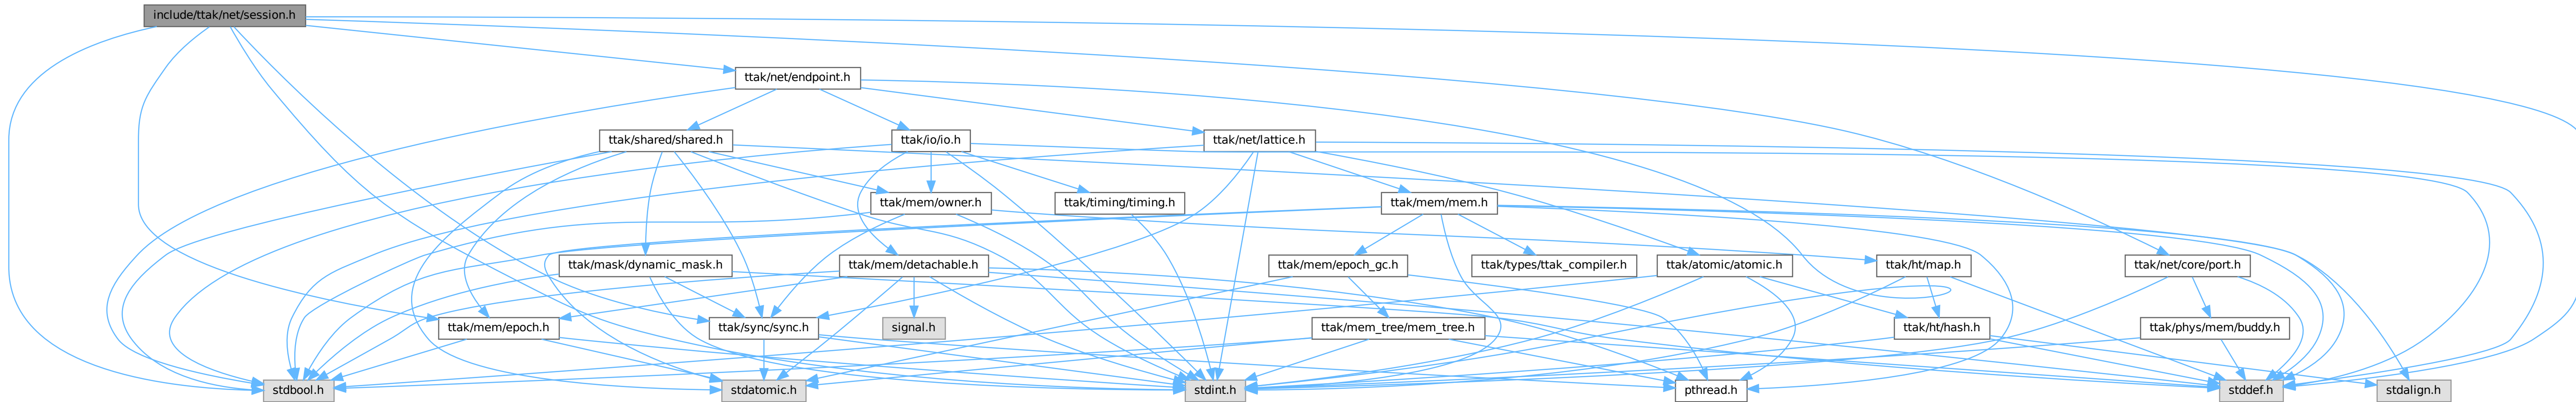 include/ttak/net/session.h
ttak/net/endpoint.h
ttak/shared/shared.h
ttak/io/io.h
ttak/net/lattice.h
ttak/mem/owner.h
ttak/timing/timing.h
ttak/mem/mem.h
ttak/mask/dynamic_mask.h
ttak/mem/detachable.h
ttak/mem/epoch_gc.h
ttak/types/ttak_compiler.h
ttak/atomic/atomic.h
ttak/ht/map.h
ttak/net/core/port.h
ttak/mem/epoch.h
ttak/sync/sync.h
signal.h
ttak/mem_tree/mem_tree.h
ttak/ht/hash.h
ttak/phys/mem/buddy.h
stdbool.h
stdatomic.h
stdint.h
pthread.h
stddef.h
stdalign.h